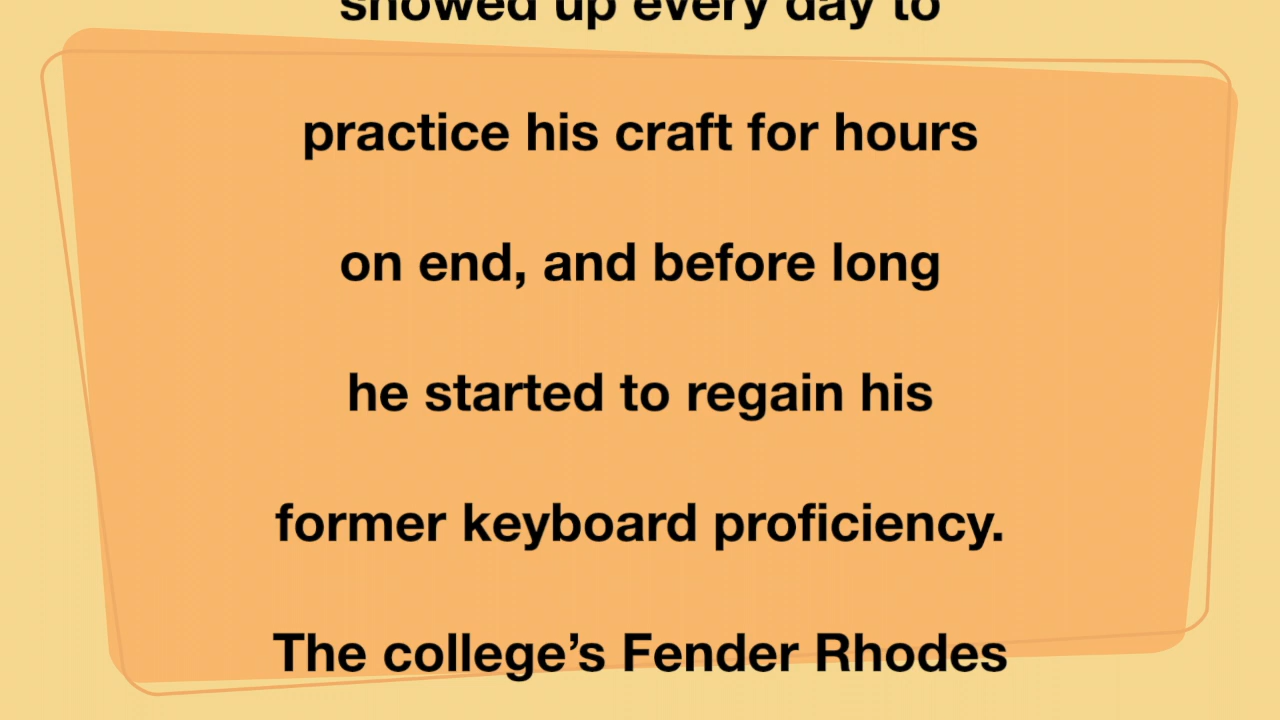 showed up every day to
practice his craft for hours
on end, and before long
he started to regain his
former keyboard proficiency.
The college’s Fender Rhodes